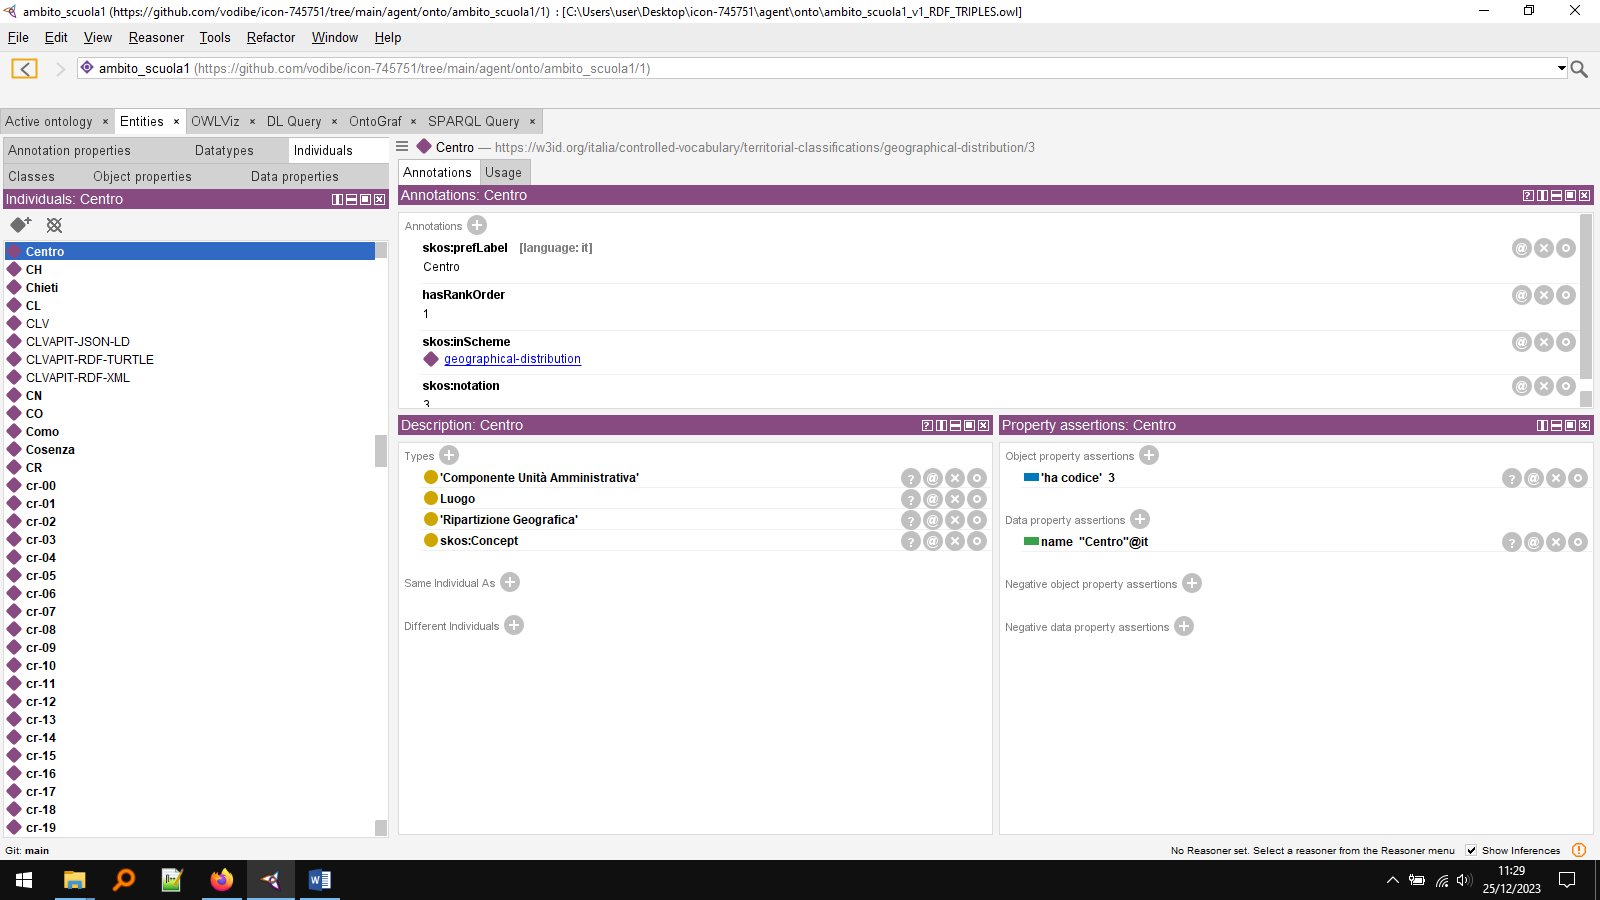 ambito_scuola1 (https://github.com/vodibe/icon-745751/tree/main/agent/onto/ambito_scuola1/1) : [C:\Users\user\Desktop\icon-745751\agent\onto\ambito_scuola1_v1_RDF_TRIPLES.owl]
File Edit View Reasoner Tools Refactor Window Help
ambito_scuola1 (https://github.com/vodibe/icon-745751/tree/main/agent/onto/ambito_scuola1/1)
Active ontology × Entities × OWLViz × DL Query × OntoGraf × SPARQL Query ×
Annotation properties Datatypes Individuals
Classes Object properties Data properties
Individuals: Centro
Centro
CH
Chieti
CL
CLV
CLVAPIT-JSON-LD
CLVAPIT-RDF-TURTLE
CLVAPIT-RDF-XML
CN
CO
Como
Cosenza
CR
cr-00
cr-01
cr-02
cr-03
cr-04
cr-05
cr-06
cr-07
cr-08
cr-09
cr-10
cr-11
cr-12
cr-13
cr-14
cr-15
cr-16
cr-17
cr-18
cr-19
Centro — https://w3id.org/italia/controlled-vocabulary/territorial-classifications/geographical-distribution/3
Annotations Usage
Annotations: Centro
Annotations
skos:prefLabel [language: it]
Centro
hasRankOrder
1
skos:inScheme
geographical-distribution
skos:notation
3
Description: Centro
Types
'Componente Unità Amministrativa'
Luogo
'Ripartizione Geografica'
skos:Concept
Same Individual As
Different Individuals
Property assertions: Centro
Object property assertions
'ha codice' 3
Data property assertions
name "Centro"@it
Negative object property assertions
Negative data property assertions
Git: main
No Reasoner set. Select a reasoner from the Reasoner menu Show Inferences
11:29
25/12/2023